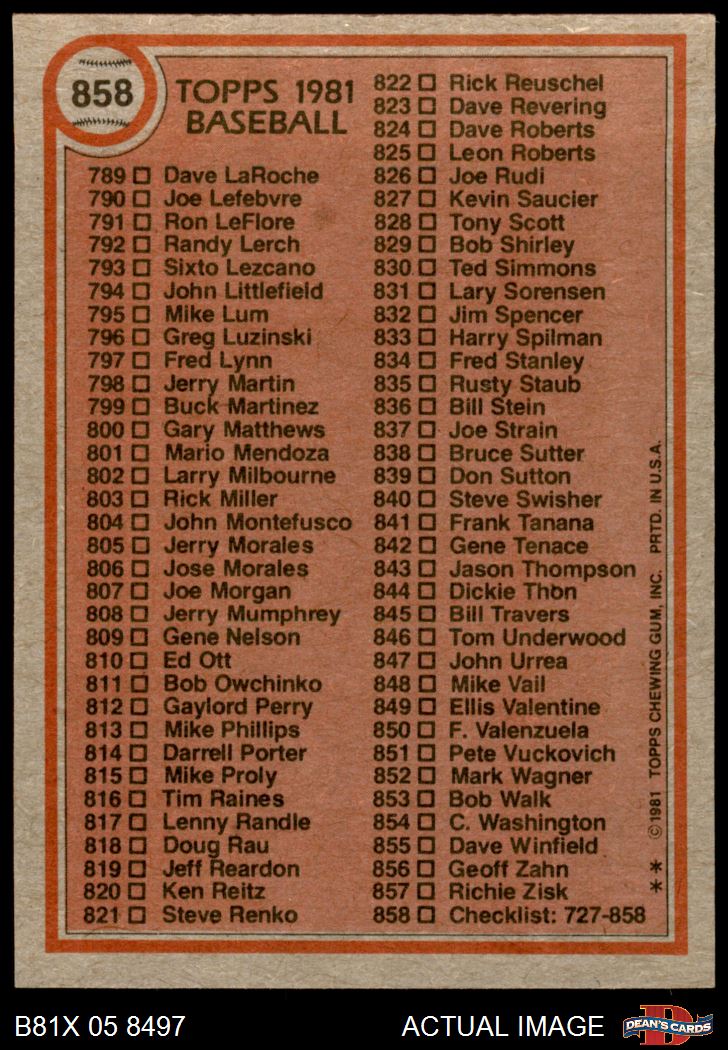 858
TOPPS 1981
BASEBALL
789 Dave LaRoche
790 Joe Lefebvre
791 Ron LeFlore
792 Randy Lerch
793 Sixto Lezcano
794 John Littlefield
795 Mike Lum
796 Greg Luzinski
797 Fred Lynn
798 Jerry Martin
799 Buck Martinez
800 Gary Matthews
801 Mario Mendoza
802 Larry Milbourne
803 Rick Miller
804 John Montefusco
805 Jerry Morales
806 Jose Morales
807 Joe Morgan
808 Jerry Mumphrey
809 Gene Nelson
810 Ed Ott
811 Bob Owchinko
812 Gaylord Perry
813 Mike Phillips
814 Darrell Porter
815 Mike Proly
816 Tim Raines
817 Lenny Randle
818 Doug Rau
819 Jeff Reardon
820 Ken Reitz
821 Steve Renko
822 Rick Reuschel
823 Dave Revering
824 Dave Roberts
825 Leon Roberts
826 Joe Rudi
827 Kevin Saucier
828 Tony Scott
829 Bob Shirley
830 Ted Simmons
831 Lary Sorensen
832 Jim Spencer
833 Harry Spilman
834 Fred Stanley
835 Rusty Staub
836 Bill Stein
837 Joe Strain
838 Bruce Sutter
839 Don Sutton
840 Steve Swisher
841 Frank Tanana
842 Gene Tenace
843 Jason Thompson
844 Dickie Thon
845 Bill Travers
846 Tom Underwood
847 John Urrea
848 Mike Vail
849 Ellis Valentine
850 F. Valenzuela
851 Pete Vuckovich
852 Mark Wagner
853 Bob Walk
854 C. Washington
855 Dave Winfield
856 Geoff Zahn
857 Richie Zisk
858 Checklist: 727-858
** ©1981 TOPPS CHEWING GUM, INC. PRTD. IN U.S.A.
B81X 05 8497
ACTUAL IMAGE
D
DEAN'S CARDS